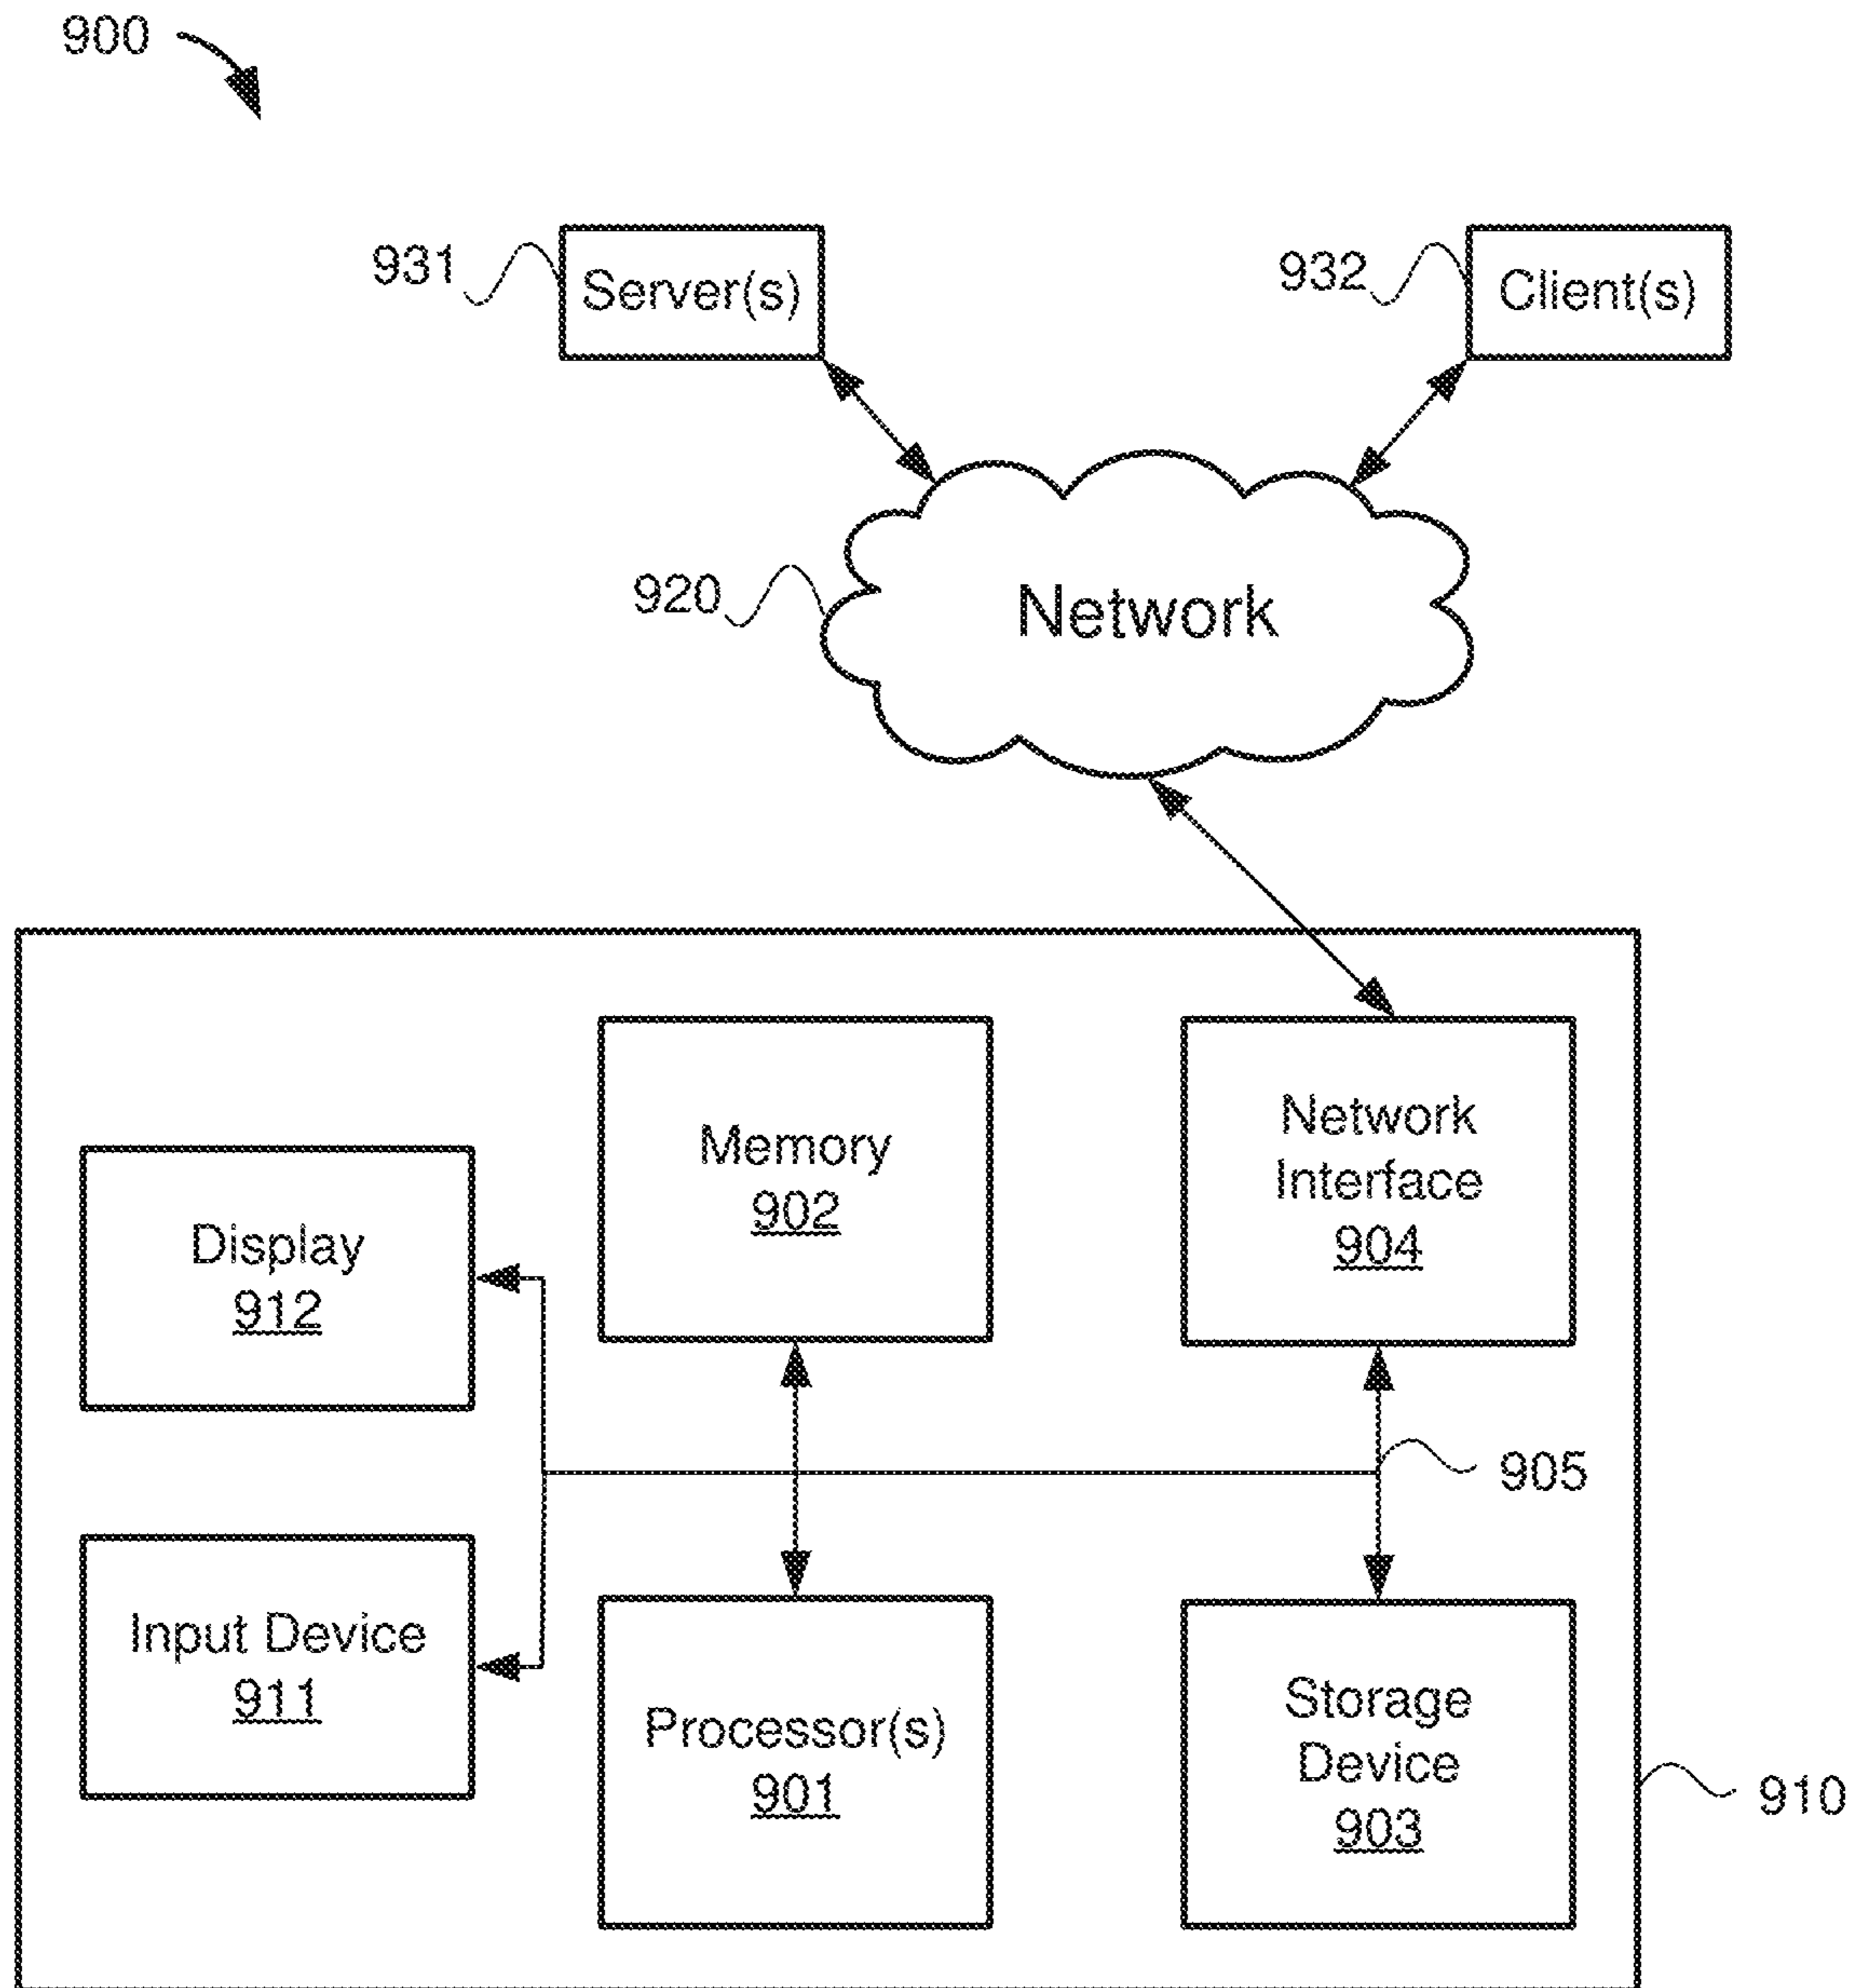 900
931
Server(s)
932
Client(s)
920
Network
Memory
902
Network
Interface
904
Display
912
905
Input Device
911
Processor(s)
901
Storage
Device
903
910